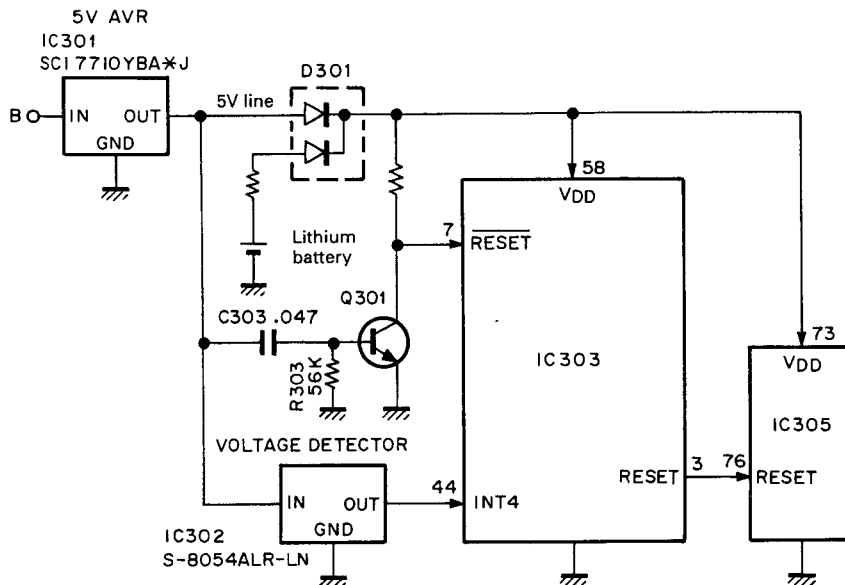 5V AVR
IC301
SCI7710YBA*J
D301
B
IN
OUT
GND
5V line
58
VDD
7
RESET
Lithium
battery
Q301
C303 .047
R303
56K
IC303
73
VDD
IC305
VOLTAGE DETECTOR
IN
OUT
GND
44
INT4
RESET
3
76
RESET
IC302
S-8054ALR-LN